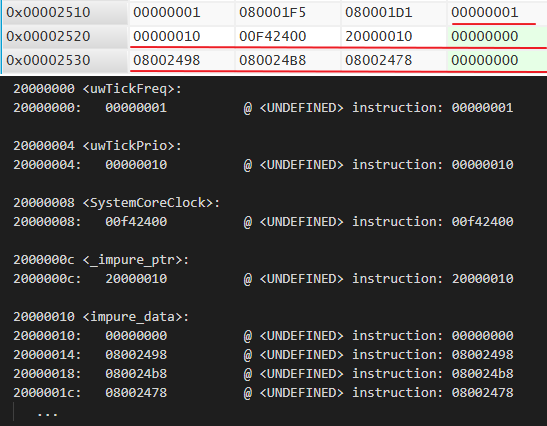 0x00002510 00000001 080001F5 080001D1 00000001
0x00002520 00000010 00F42400 20000010 00000000
0x00002530 08002498 080024B8 08002478 00000000
20000000 <uwTickFreq>:
20000000: 00000001 @ <UNDEFINED> instruction: 00000001
20000004 <uwTickPrio>:
20000004: 00000010 @ <UNDEFINED> instruction: 00000010
20000008 <SystemCoreClock>:
20000008: 00f42400 @ <UNDEFINED> instruction: 00f42400
2000000c <_impure_ptr>:
2000000c: 20000010 @ <UNDEFINED> instruction: 20000010
20000010 <impure_data>:
20000010: 00000000 @ <UNDEFINED> instruction: 00000000
20000014: 08002498 @ <UNDEFINED> instruction: 08002498
20000018: 080024b8 @ <UNDEFINED> instruction: 080024b8
2000001c: 08002478 @ <UNDEFINED> instruction: 08002478
...